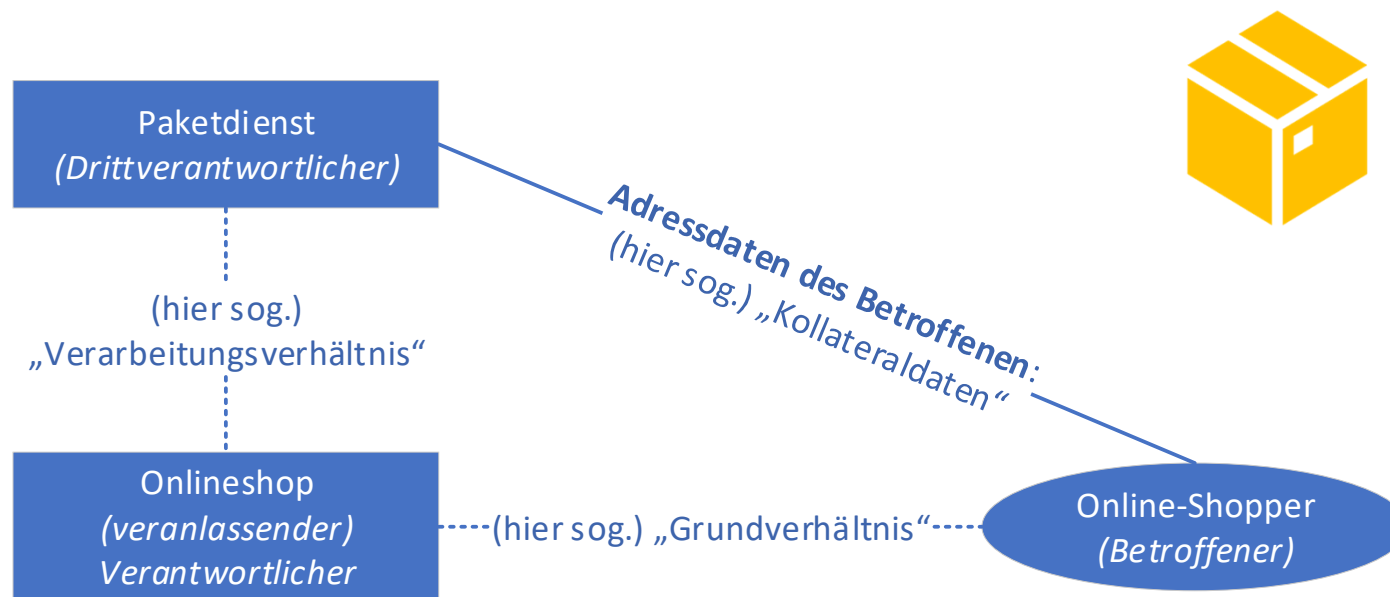 Paketdienst
(Drittverantwortlicher)
Adressdaten des Betroffenen:
(hier sog.) „Kollateraldaten“
(hier sog.)
„Verarbeitungsverhältnis“
Onlineshop
(veranlassender)
Verantwortlicher
(hier sog.) „Grundverhältnis“
Online-Shopper
(Betroffener)